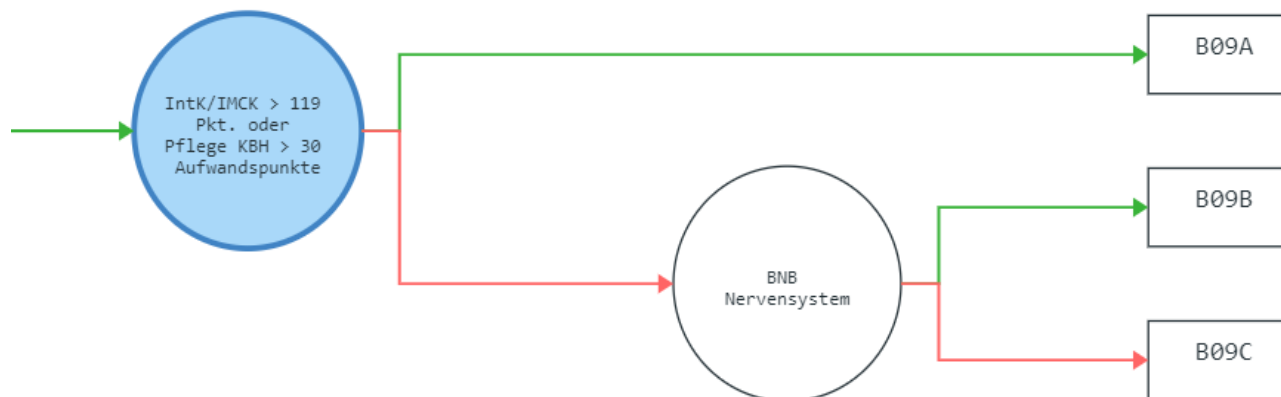 IntK/IMCK > 119
Pkt. oder
Pflege KBH > 30
Aufwandspunkte
B09A
BNB
Nervensystem
B09B
B09C